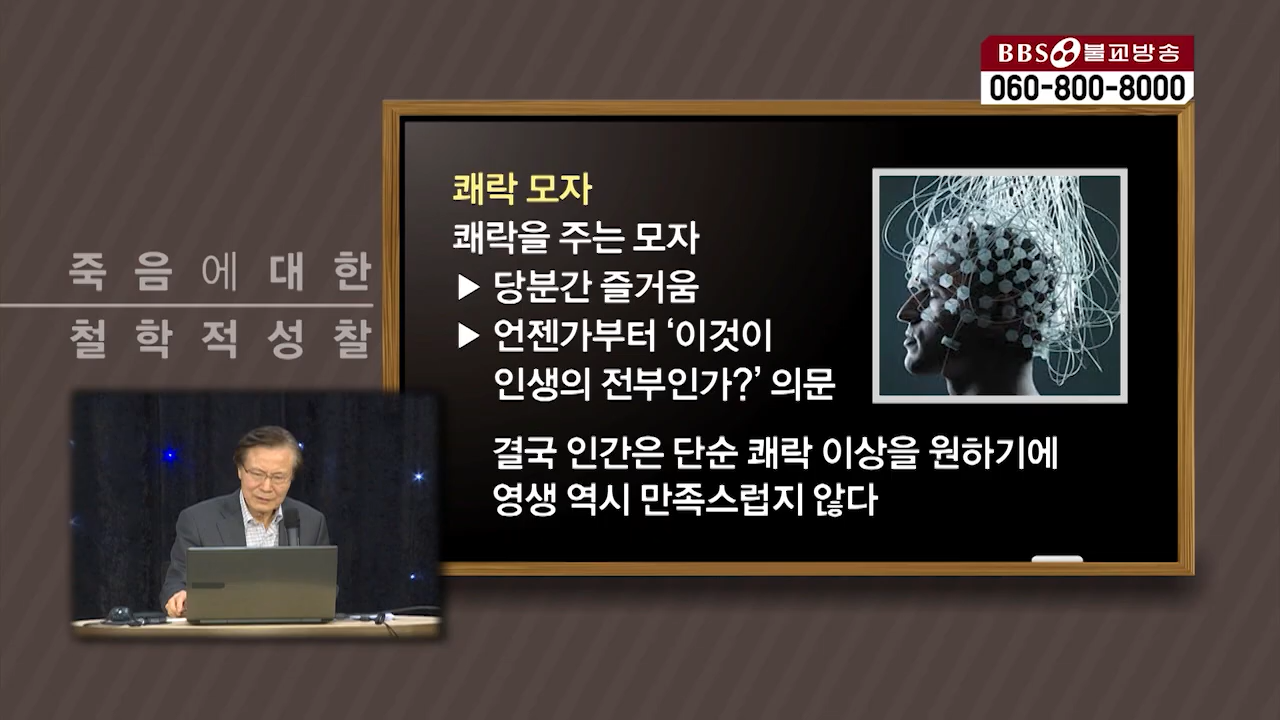 BBS 불교방송
060-800-8000
쾌락 모자
쾌락을 주는 모자
▶ 당분간 즐거움
▶ 언젠가부터 ‘이것이
인생의 전부인가?’ 의문
결국 인간은 단순 쾌락 이상을 원하기에
영생 역시 만족스럽지 않다
죽음에 대한
철학적 성찰